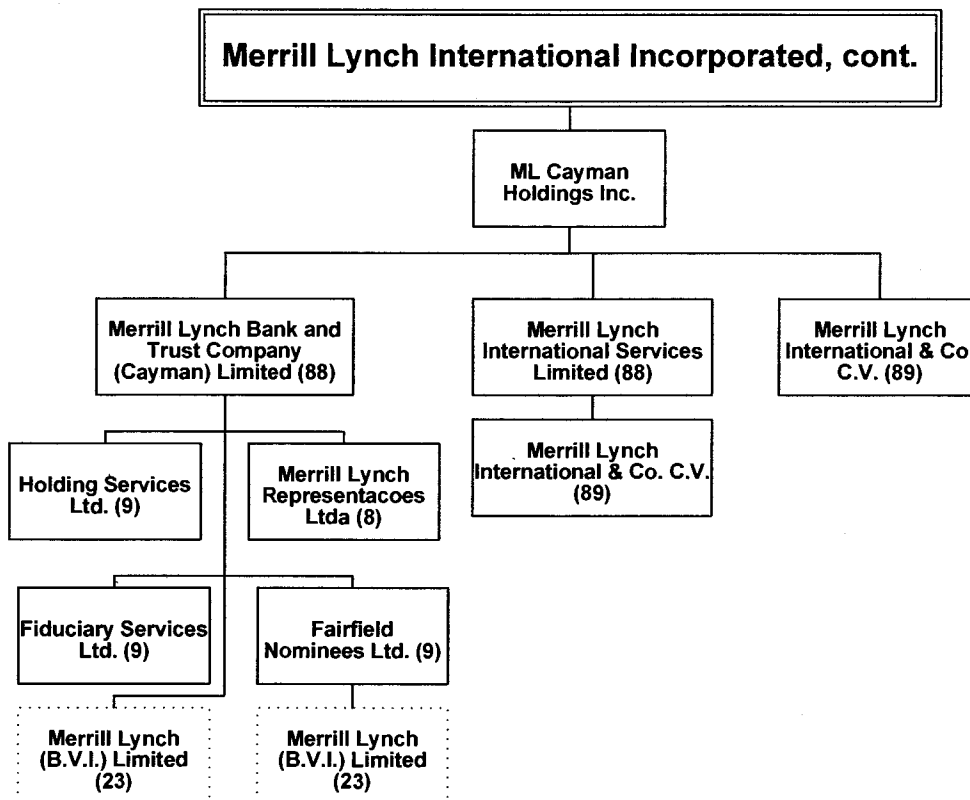 Merrill Lynch International Incorporated, cont.
ML Cayman
Holdings Inc.
Merrill Lynch Bank and
Trust Company
(Cayman) Limited (88)
Merrill Lynch
International Services
Limited (88)
Merrill Lynch
International & Co
C.V. (89)
Holding Services
Ltd. (9)
Merrill Lynch
Representacoes
Ltda (8)
Merrill Lynch
International & Co. C.V.
(89)
Fiduciary Services
Ltd. (9)
Fairfield
Nominees Ltd. (9)
Merrill Lynch
(B.V.I.) Limited
(23)
Merrill Lynch
(B.V.I.) Limited
(23)